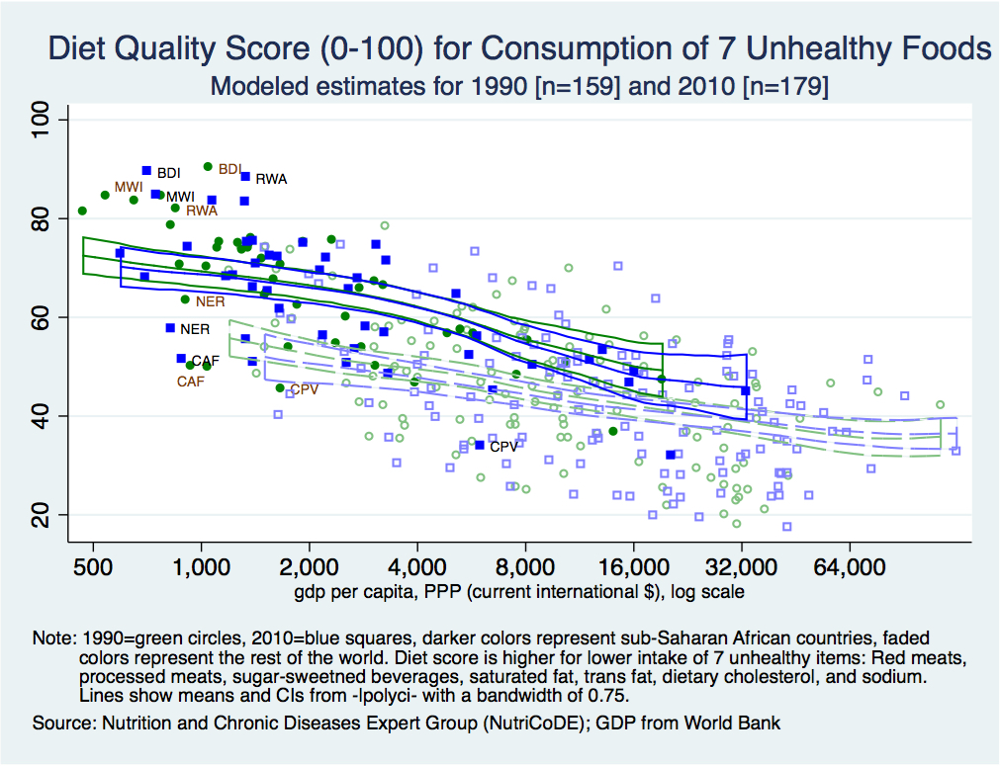 Diet Quality Score (0-100) for Consumption of 7 Unhealthy Foods
Modeled estimates for 1990 [n=159] and 2010 [n=179]
100
80
60
40
20
BDI
BDI
RWA
MWI
MWI
RWA
NER
NER
CAF
CAF
CPV
CPV
500
1,000
2,000
4,000
8,000
16,000
32,000
64,000
gdp per capita, PPP (current international $), log scale
Note: 1990=green circles, 2010=blue squares, darker colors represent sub-Saharan African countries, faded
colors represent the rest of the world. Diet score is higher for lower intake of 7 unhealthy items: Red meats,
processed meats, sugar-sweetned beverages, saturated fat, trans fat, dietary cholesterol, and sodium.
Lines show means and CIs from -lpolyci- with a bandwidth of 0.75.
Source: Nutrition and Chronic Diseases Expert Group (NutriCoDE); GDP from World Bank